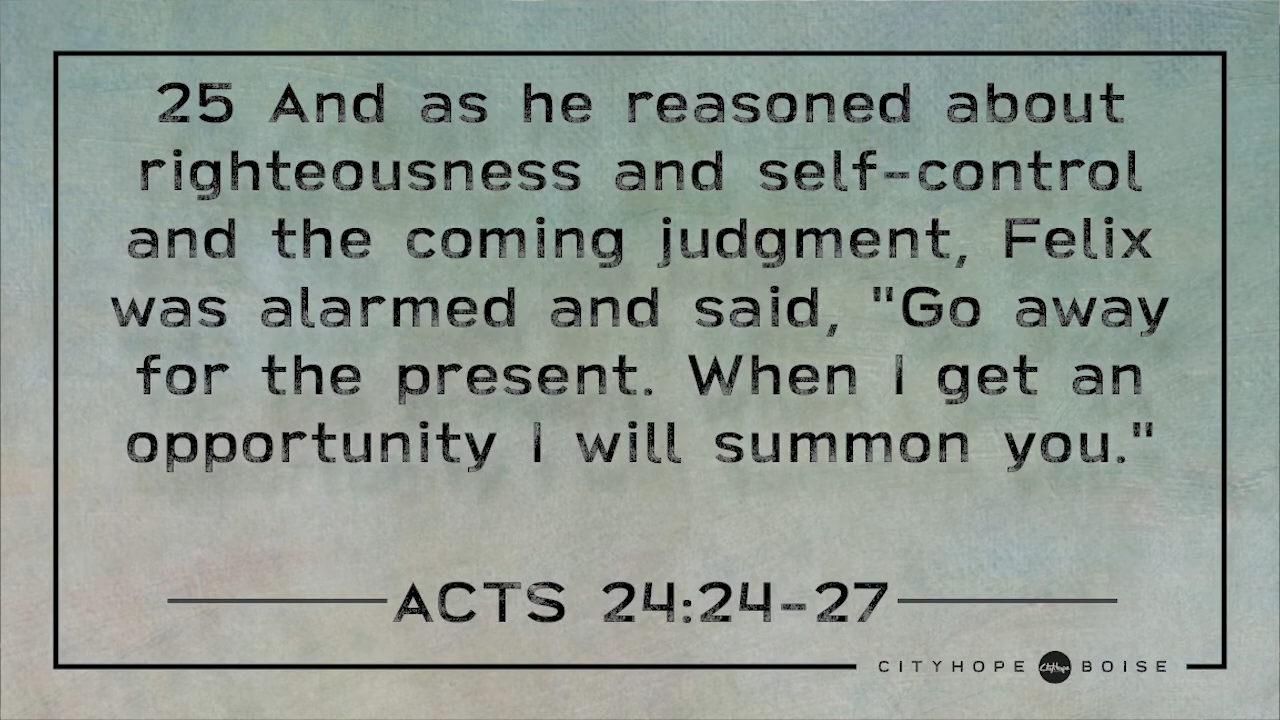 25 And as he reasoned about
righteousness and self-control
and the coming judgment, Felix
was alarmed and said, "Go away
for the present. When I get an
opportunity I will summon you."
ACTS 24:24-27
CITYHOPE CityHope BOISE